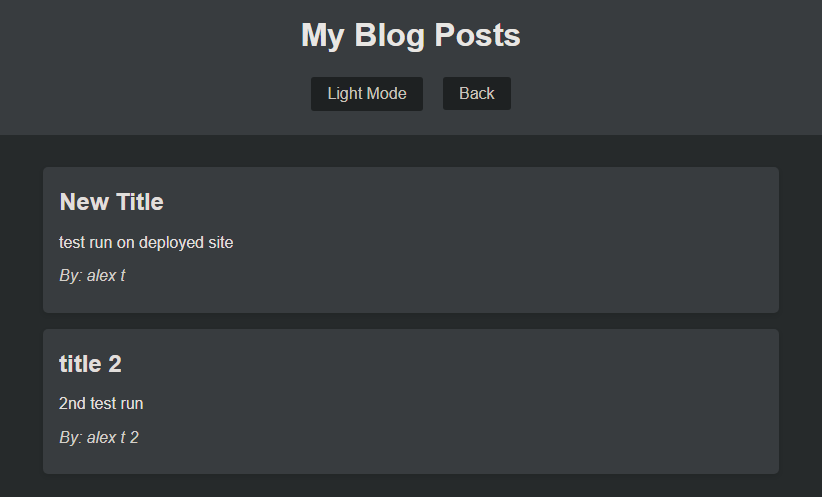 My Blog Posts
Light Mode Back
New Title
test run on deployed site
By: alex t
title 2
2nd test run
By: alex t 2